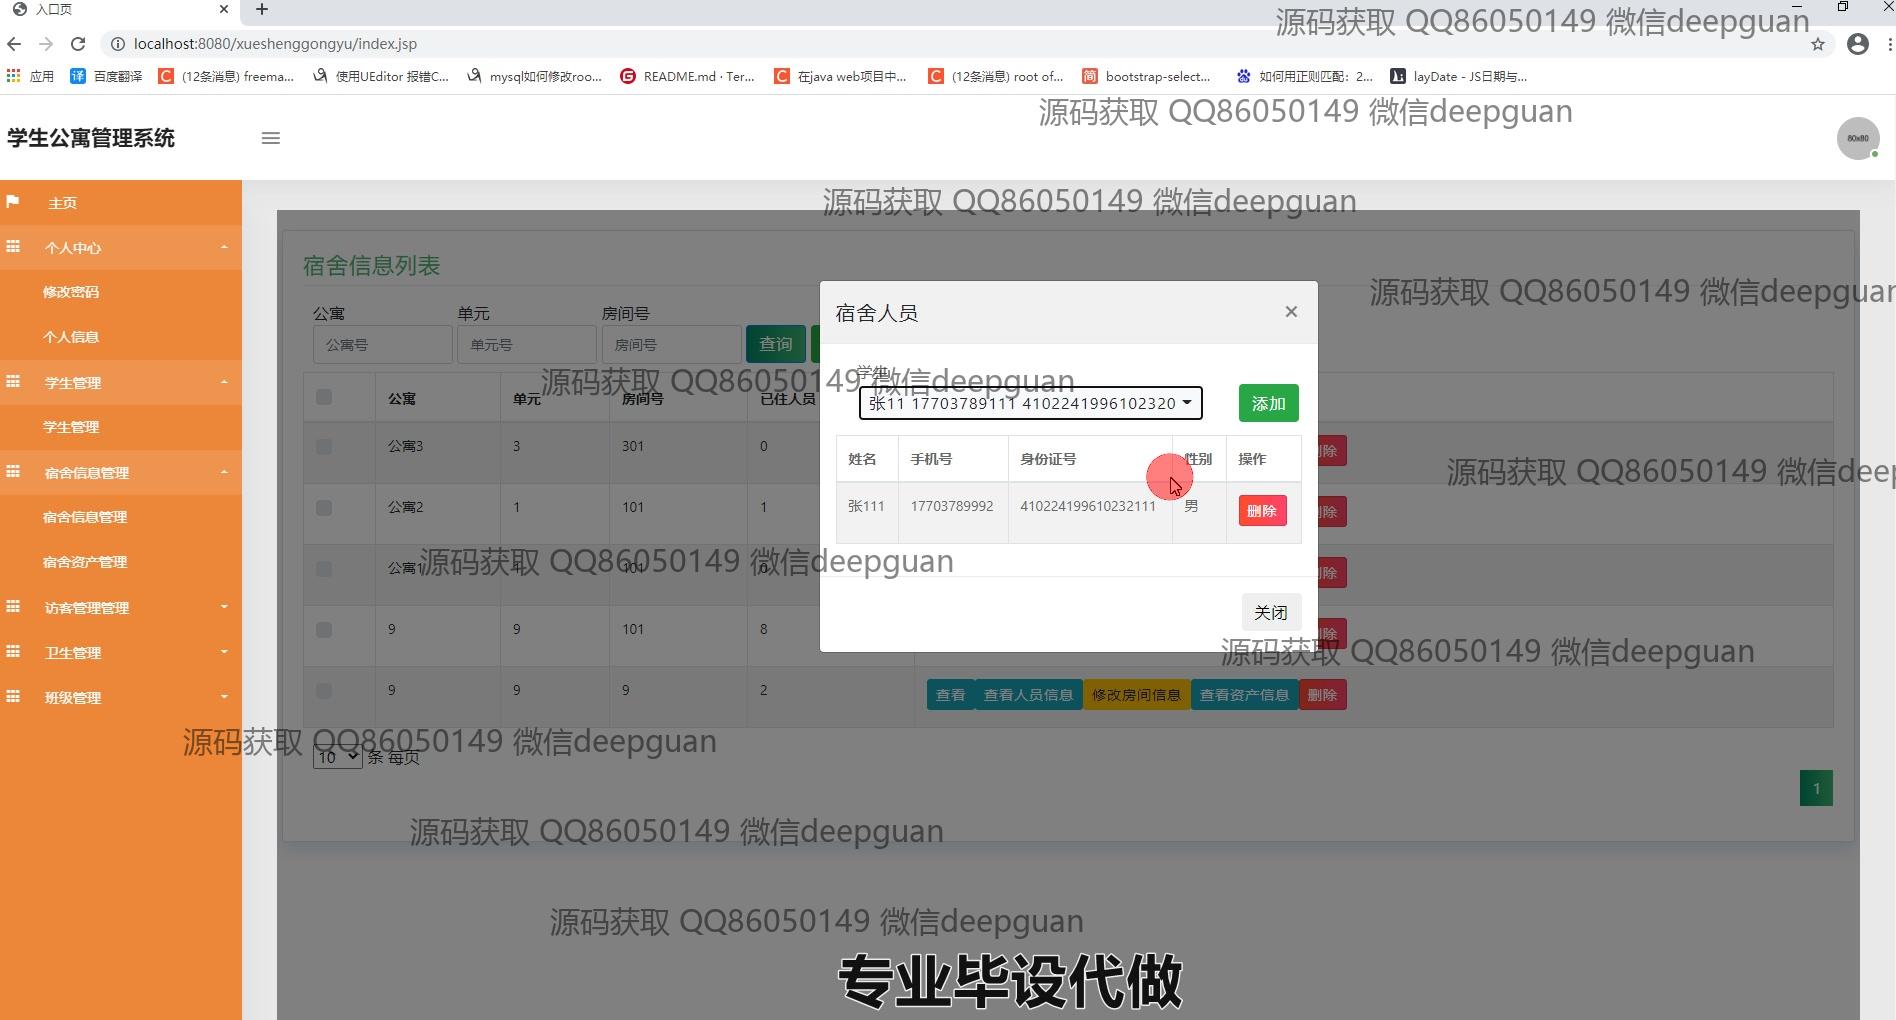 入口页
localhost:8080/xueshenggongyu/index.jsp
应用 百度翻译 (12条消息) freema... 使用UEditor 报错C... mysql如何修改roo... README.md · Ter... 在java web项目中... (12条消息) root of... bootstrap-select... 如何用正则匹配：2... layDate - JS日期与...
源码获取 QQ86050149 微信deepguan
源码获取 QQ86050149 微信deepguan
学生公寓管理系统
80x80
源码获取 QQ86050149 微信deepguan
主页
个人中心
修改密码
个人信息
学生管理
学生管理
宿舍信息管理
宿舍信息管理
宿舍资产管理
访客管理管理
卫生管理
班级管理
宿舍信息列表
公寓 单元 房间号
公寓号 单元号 房间号 查询
公寓 单元 房间号 已住人员
公寓3 3 301 0
公寓2 1 101 1
公寓1 1 101 0
9 9 101 8 删除
9 9 9 2 查看 查看人员信息 修改房间信息 查看资产信息 删除
10 条 每页
1
宿舍人员 ×
学生
张11 17703789111 4102241996102320 添加
姓名 手机号 身份证号 性别 操作
张111 17703789992 410224199610232111 男 删除
关闭
源码获取 QQ86050149 微信deepguan
源码获取 QQ86050149 微信deepguan
源码获取 QQ86050149 微信deep
源码获取 QQ86050149 微信deepguan
源码获取 QQ86050149 微信deepguan
源码获取 QQ86050149 微信deepguan
源码获取 QQ86050149 微信deepguan
源码获取 QQ86050149 微信deepguan
专业毕设代做